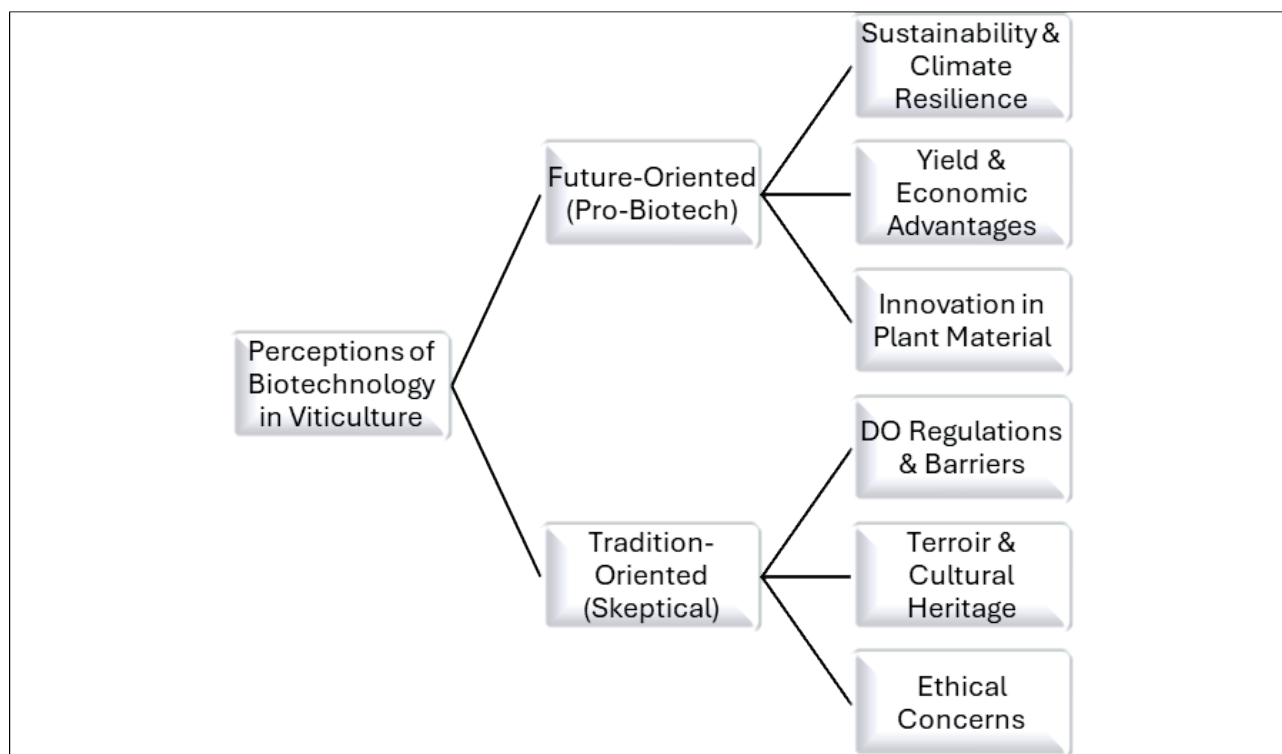 Perceptions of
Biotechnology
in Viticulture
Future-Oriented
(Pro-Biotech)
Sustainability &
Climate
Resilience
Yield &
Economic
Advantages
Innovation in
Plant Material
Tradition-
Oriented
(Skeptical)
DO Regulations
& Barriers
Terroir &
Cultural
Heritage
Ethical
Concerns